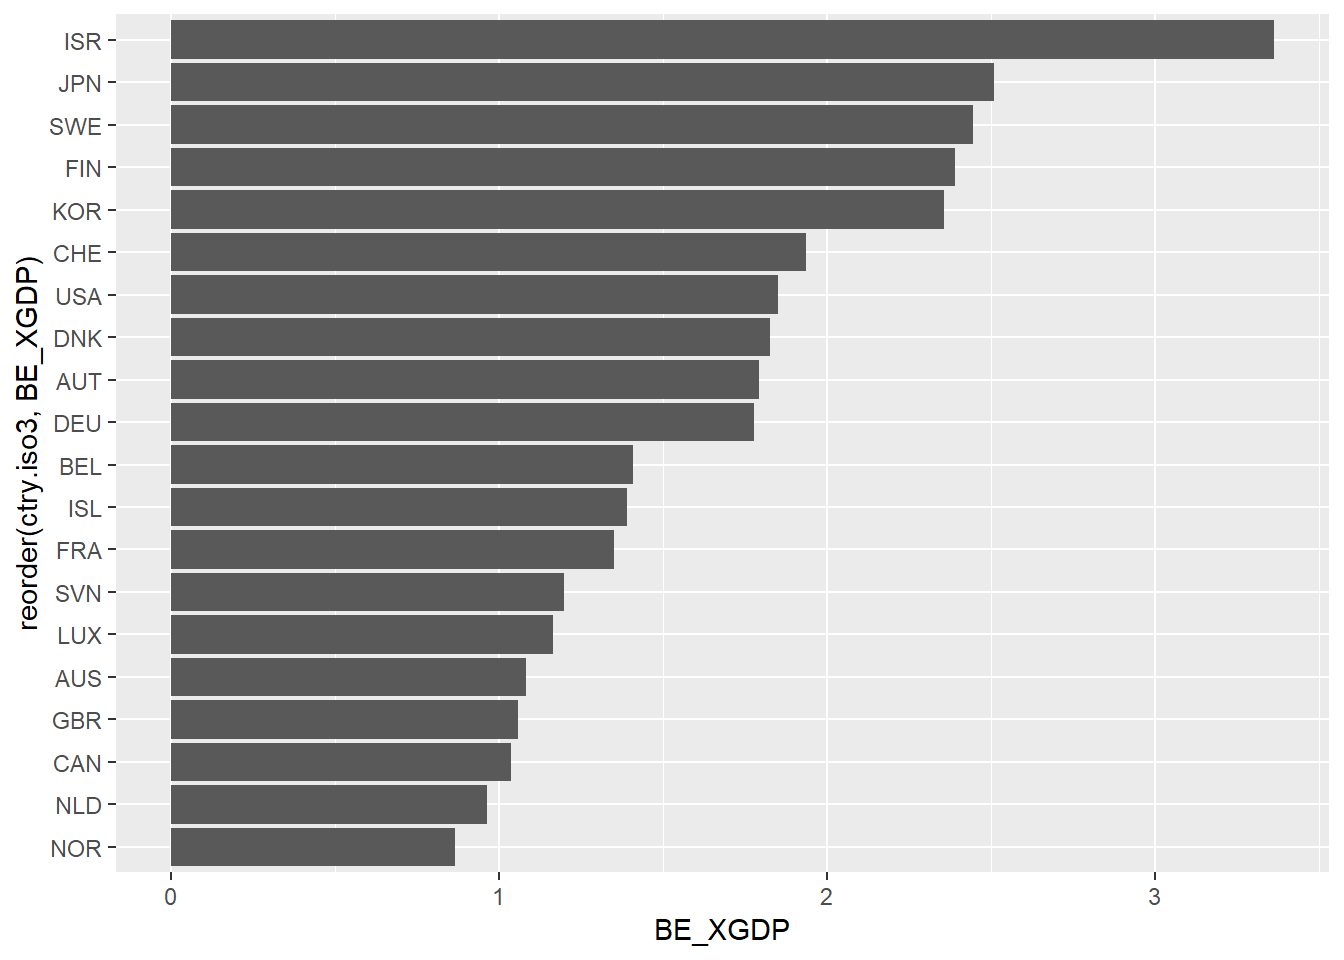 reorder(ctry.iso3, BE_XGDP)
ISR
JPN
SWE
FIN
KOR
CHE
USA
DNK
AUT
DEU
BEL
ISL
FRA
SVN
LUX
AUS
GBR
CAN
NLD
NOR
0 1 2 3
BE_XGDP